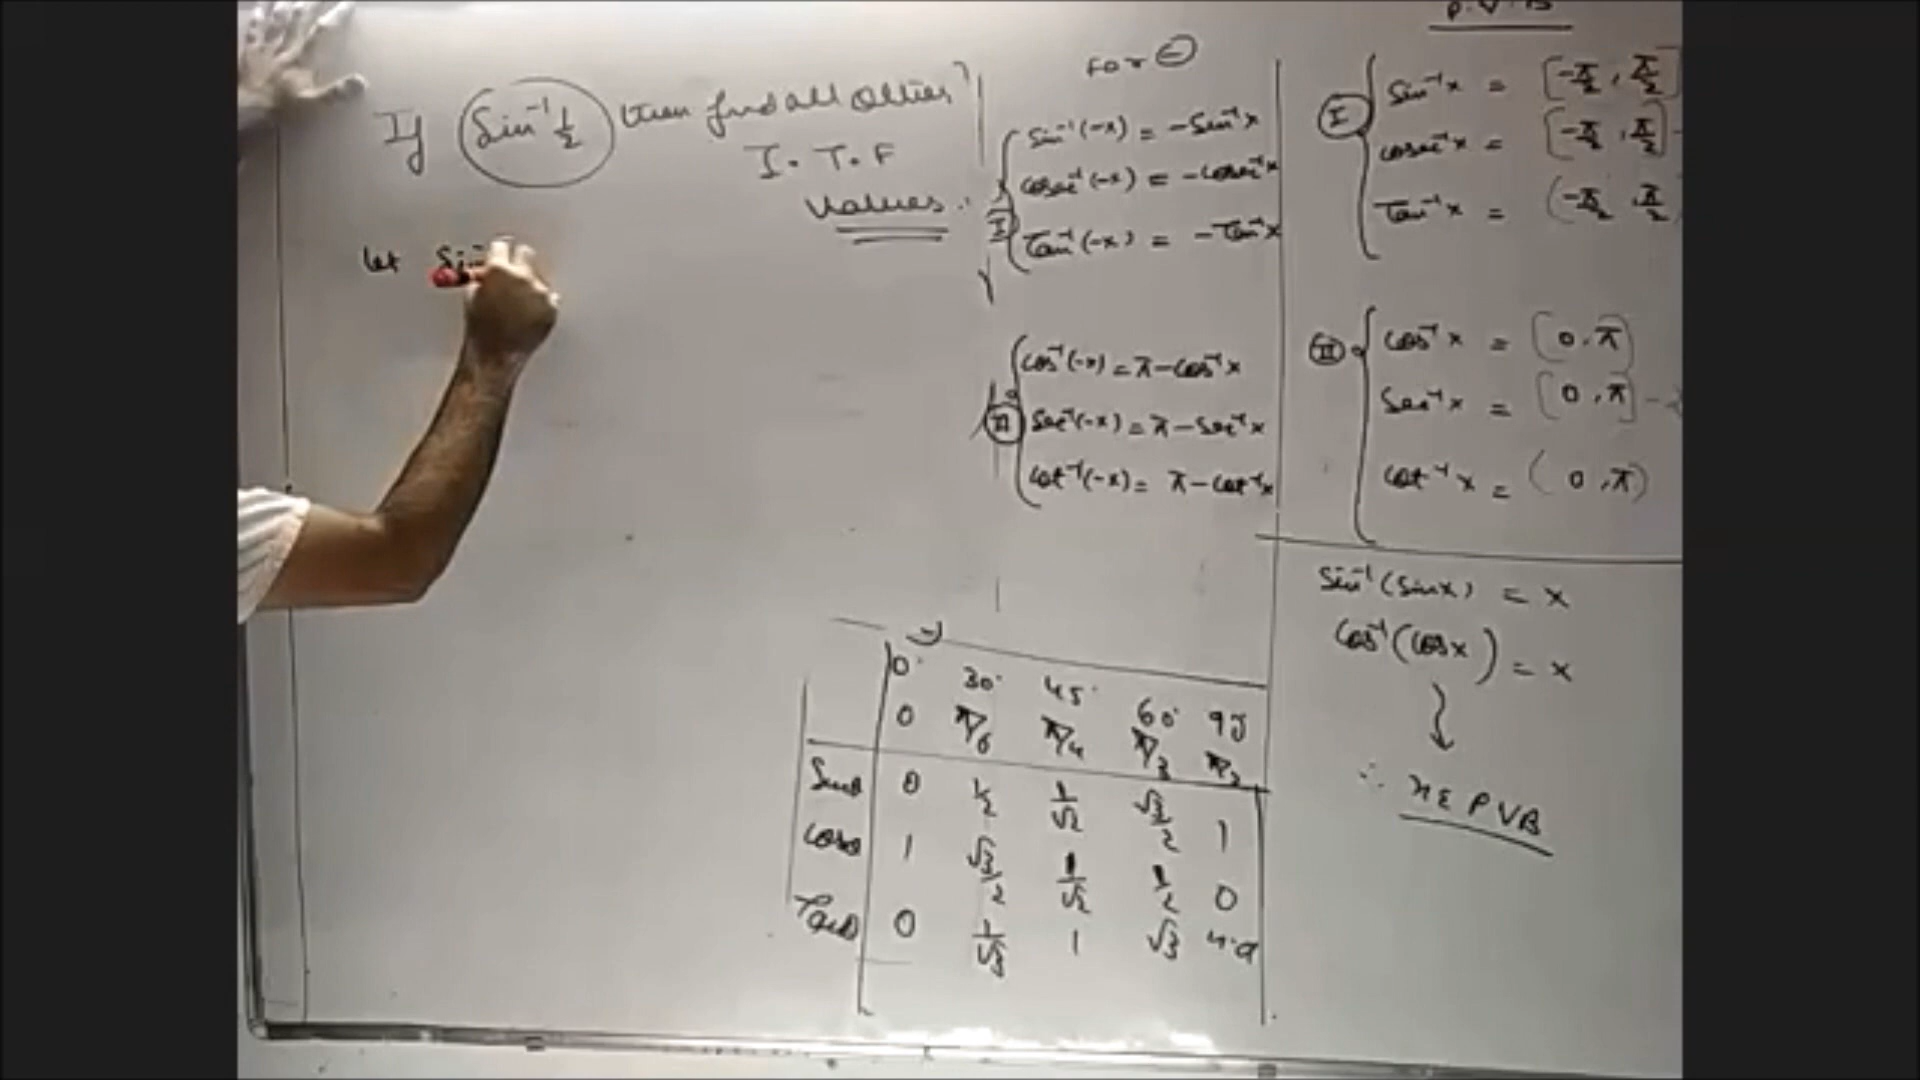 If Sin⁻¹ 1/2 then find all other
I. T. F
Values.
let Sin⁻
For ⊖
I
Sin⁻¹(-x) = -Sin⁻¹x
Cosec⁻¹(-x) = -Cosec⁻¹x
Tan⁻¹(-x) = -Tan⁻¹x
II
Cos⁻¹(-x) = π-Cos⁻¹x
Sec⁻¹(-x) = π-Sec⁻¹x
Cot⁻¹(-x) = π-Cot⁻¹x
P.V.B
I
Sin⁻¹x = [-π/2, π/2]
Cosec⁻¹x = [-π/2, π/2] -
Tan⁻¹x = (-π/2, π/2
II
Cos⁻¹x = [0, π]
Sec⁻¹x = [0, π] -
Cot⁻¹x = (0, π)
Sin⁻¹(Sinx) = x
Cos⁻¹(Cosx) = x
∴ x ε PVB
0° 30° 45° 60° 90
0 π/6 π/4 π/3 π/2
Sinθ 0 1/2 1/√2 √3/2 1
Cosθ 1 √3/2 1/√2 1/2 0
Tanθ 0 1/√3 1 √3 n.d